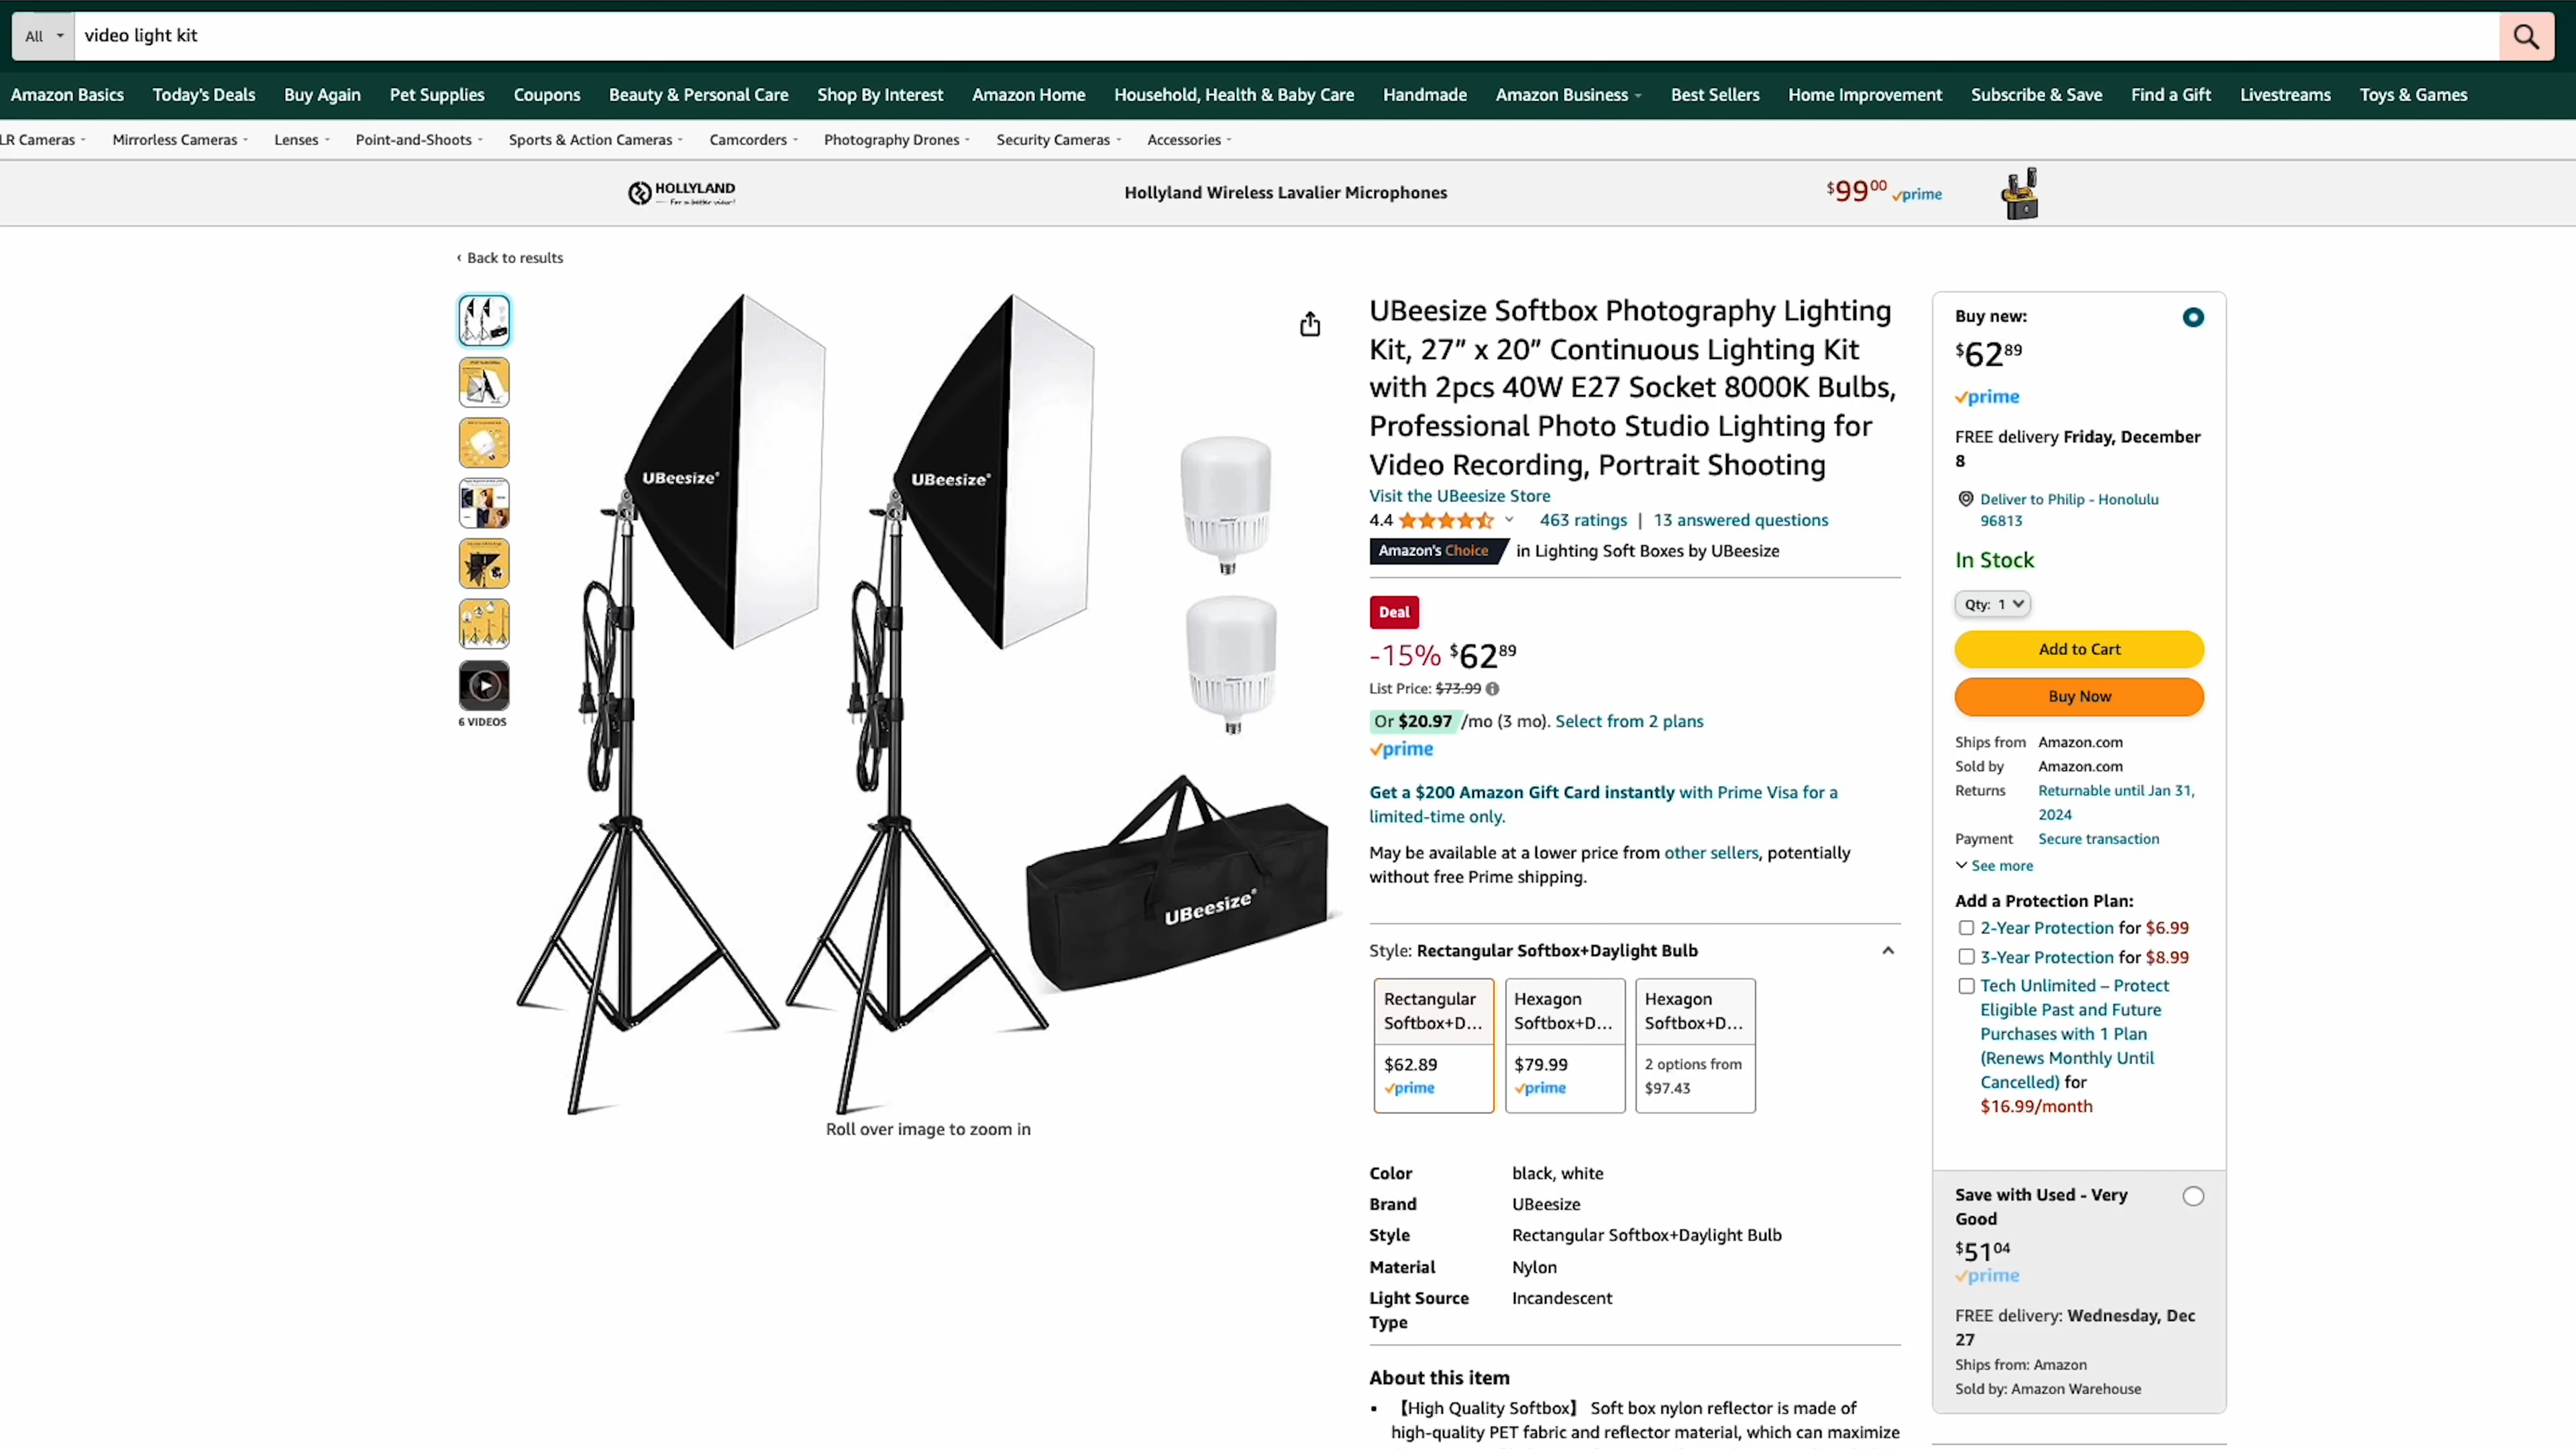 All
video light kit
Amazon Basics Today's Deals Buy Again Pet Supplies Coupons Beauty & Personal Care Shop By Interest Amazon Home Household, Health & Baby Care Handmade Amazon Business Best Sellers Home Improvement Subscribe & Save Find a Gift Livestreams Toys & Games
LR Cameras Mirrorless Cameras Lenses Point-and-Shoots Sports & Action Cameras Camcorders Photography Drones Security Cameras Accessories
HOLLYLAND
For a better view!
Hollyland Wireless Lavalier Microphones
$99 00 prime
‹ Back to results
6 VIDEOS
UBeesize®
UBeesize®
UBeesize®
Roll over image to zoom in
UBeesize Softbox Photography Lighting
Kit, 27” x 20” Continuous Lighting Kit
with 2pcs 40W E27 Socket 8000K Bulbs,
Professional Photo Studio Lighting for
Video Recording, Portrait Shooting
Visit the UBeesize Store
4.4 463 ratings | 13 answered questions
Amazon's Choice in Lighting Soft Boxes by UBeesize
Deal
-15% $62 89
List Price: $73.99
Or $20.97 /mo (3 mo). Select from 2 plans
prime
Get a $200 Amazon Gift Card instantly with Prime Visa for a
limited-time only.
May be available at a lower price from other sellers, potentially
without free Prime shipping.
Style: Rectangular Softbox+Daylight Bulb
Rectangular
Softbox+D...
$62.89
prime
Hexagon
Softbox+D...
$79.99
prime
Hexagon
Softbox+D...
2 options from
$97.43
Color black, white
Brand UBeesize
Style Rectangular Softbox+Daylight Bulb
Material Nylon
Light Source Incandescent
Type
About this item
• 【High Quality Softbox】 Soft box nylon reflector is made of
high-quality PET fabric and reflector material, which can maximize
Buy new:
$62 89
prime
FREE delivery Friday, December
8
Deliver to Philip - Honolulu
96813
In Stock
Qty: 1
Add to Cart
Buy Now
Ships from Amazon.com
Sold by Amazon.com
Returns Returnable until Jan 31,
2024
Payment Secure transaction
See more
Add a Protection Plan:
2-Year Protection for $6.99
3-Year Protection for $8.99
Tech Unlimited – Protect
Eligible Past and Future
Purchases with 1 Plan
(Renews Monthly Until
Cancelled) for
$16.99/month
Save with Used - Very
Good
$51 04
prime
FREE delivery: Wednesday, Dec
27
Ships from: Amazon
Sold by: Amazon Warehouse